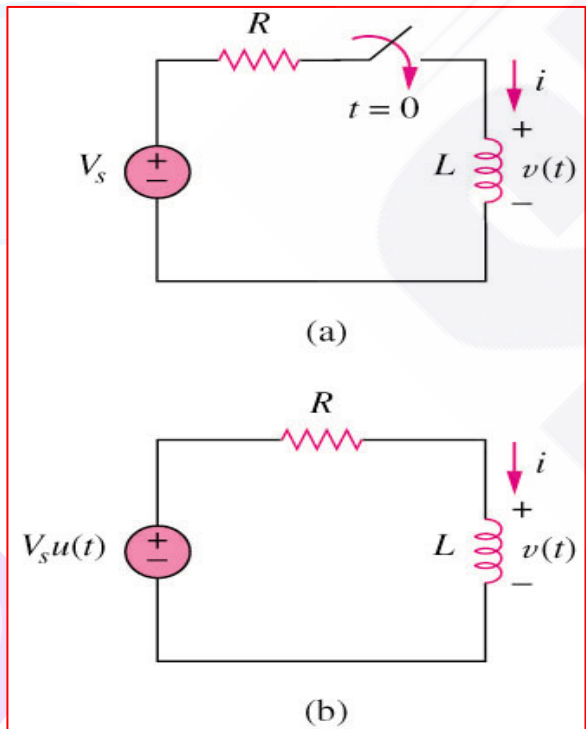 R
t = 0
i
+
V_s
+
−
L
v(t)
−
(a)
R
i
+
V_s u(t)
+
−
L
v(t)
−
(b)